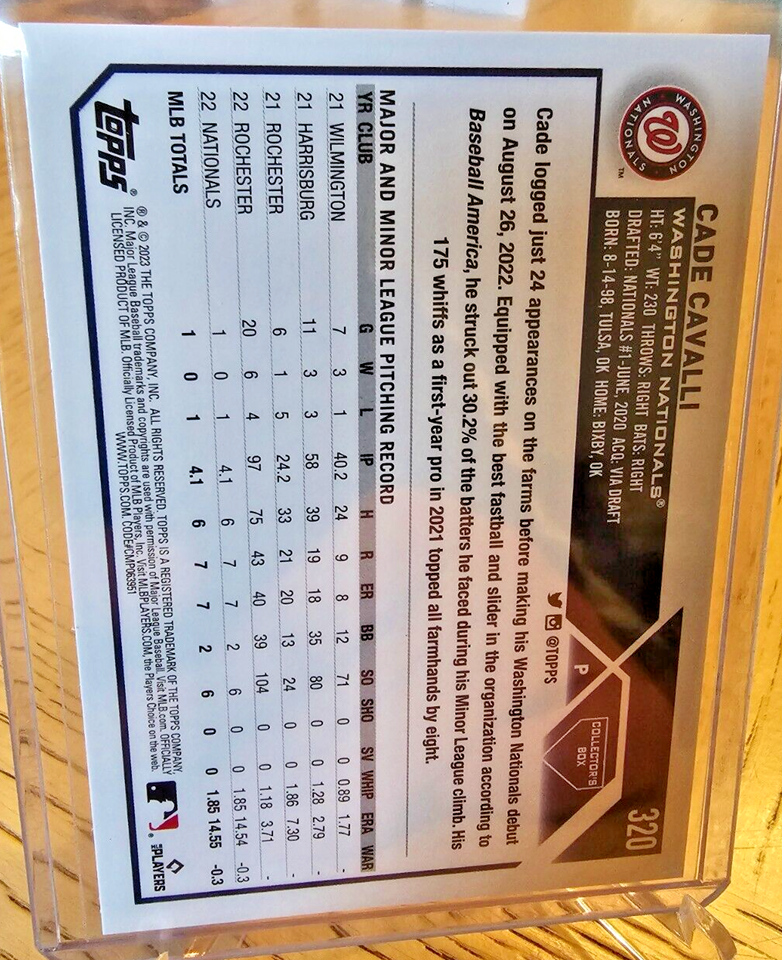 320
CADE CAVALLI
WASHINGTON NATIONALS®
HT: 6'4" WT: 230 THROWS: RIGHT BATS: RIGHT
DRAFTED: NATIONALS #1-JUNE, 2020 ACQ: VIA DRAFT
BORN: 8-14-98, TULSA, OK HOME: BIXBY, OK
WASHINGTON
W
NATIONALS
TM
COLLECTOR'S
BOX
P
@TOPPS
Cade logged just 24 appearances on the farms before making his Washington Nationals debut
on August 26, 2022. Equipped with the best fastball and slider in the organization according to
Baseball America, he struck out 30.2% of the batters he faced during his Minor League climb. His
175 whiffs as a first-year pro in 2021 topped all farmhands by eight.
MAJOR AND MINOR LEAGUE PITCHING RECORD
YR CLUB G W L IP H R ER BB SO SHO SV WHIP ERA WAR
21 WILMINGTON 7 3 1 40.2 24 9 8 12 71 0 0 0.89 1.77 -
21 HARRISBURG 11 3 3 58 39 19 18 35 80 0 0 1.28 2.79 -
21 ROCHESTER 6 1 5 24.2 33 21 20 13 24 0 0 1.86 7.30 -
22 ROCHESTER 20 6 4 97 75 43 40 39 104 0 0 1.18 3.71 -
22 NATIONALS 1 0 1 4.1 6 7 7 2 6 0 0 1.85 14.54 -0.3
MLB TOTALS 1 0 1 4.1 6 7 7 2 6 0 0 1.85 14.55 -0.3
topps®
® & © 2023 THE TOPPS COMPANY, INC. ALL RIGHTS RESERVED. TOPPS IS A REGISTERED TRADEMARK OF THE TOPPS COMPANY,
INC. Major League Baseball trademarks and copyrights are used with permission of Major League Baseball. Visit MLB.com. OFFICIALLY
LICENSED PRODUCT OF MLB. Officially Licensed Product of MLB Players, Inc. Visit MLBPLAYERS.COM, the Players Choice on the web.
WWW.TOPPS.COM. CODE#CMP063951
MLBPLAYERS